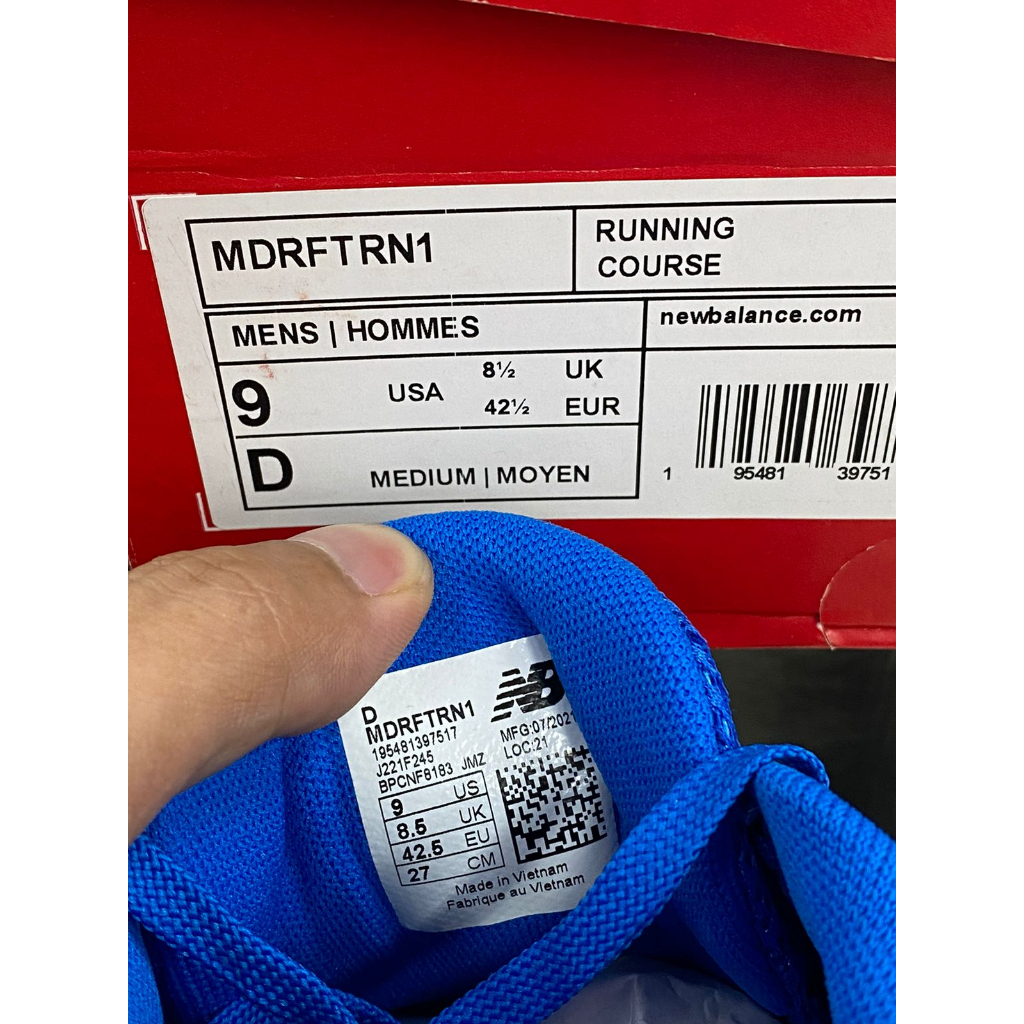 MDRFTRN1
RUNNING
COURSE
MENS | HOMMES
newbalance.com
9 USA 8½ UK
42½ EUR
D MEDIUM | MOYEN
1 95481 39751
NB
D
MDRFTRN1
195481397517
J221F245
BPCNF8183 JMZ
MFG:07/2021
LOC:21
9 US
8.5 UK
42.5 EU
27 CM
Made in Vietnam
Fabrique au Vietnam